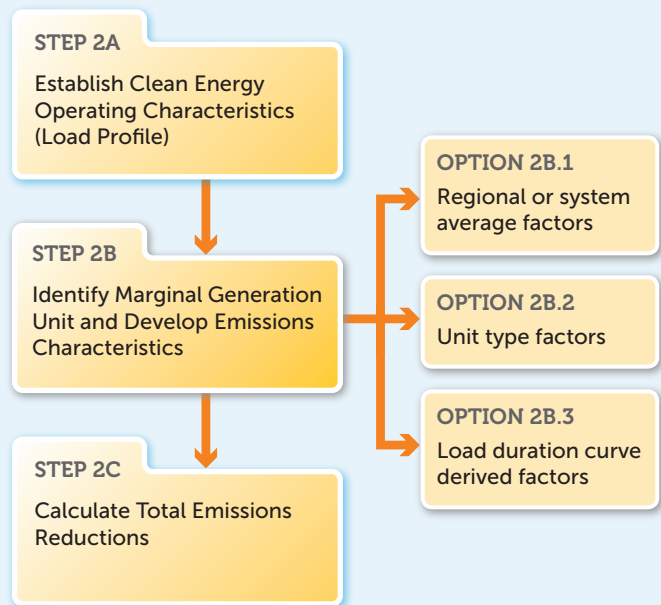 STEP 2A
Establish Clean Energy
Operating Characteristics
(Load Profile)
STEP 2B
Identify Marginal Generation
Unit and Develop Emissions
Characteristics
STEP 2C
Calculate Total Emissions
Reductions
OPTION 2B.1
Regional or system
average factors
OPTION 2B.2
Unit type factors
OPTION 2B.3
Load duration curve
derived factors